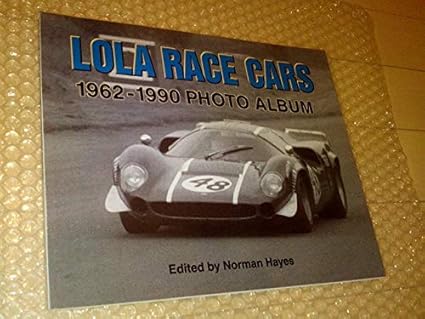 LOLA RACE CARS
1962-1990 PHOTO ALBUM
48
Edited by Norman Hayes